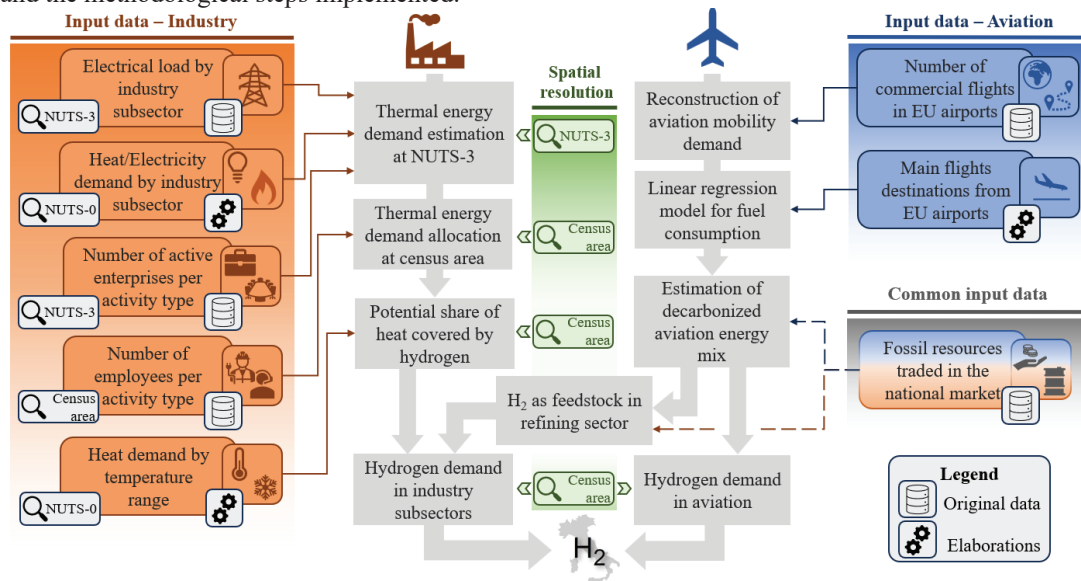 and the methodological steps implemented.
Input data – Industry
Electrical load by
industry
subsector
NUTS-3
Heat/Electricity
demand by industry
subsector
NUTS-0
Number of active
enterprises per
activity type
NUTS-3
Number of
employees per
activity type
Census
area
Heat demand by
temperature
range
NUTS-0
Thermal energy
demand estimation
at NUTS-3
Thermal energy
demand allocation
at census area
Potential share of
heat covered by
hydrogen
Hydrogen demand
in industry
subsectors
Spatial
resolution
NUTS-3
Census
area
Census
area
Census
area
Reconstruction of
aviation mobility
demand
Linear regression
model for fuel
consumption
Estimation of
decarbonized
aviation energy
mix
H2 as feedstock in
refining sector
Hydrogen demand
in aviation
H2
Input data – Aviation
Number of
commercial flights
in EU airports
Main flights
destinations from
EU airports
Common input data
Fossil resources
traded in the
national market
Legend
Original data
Elaborations